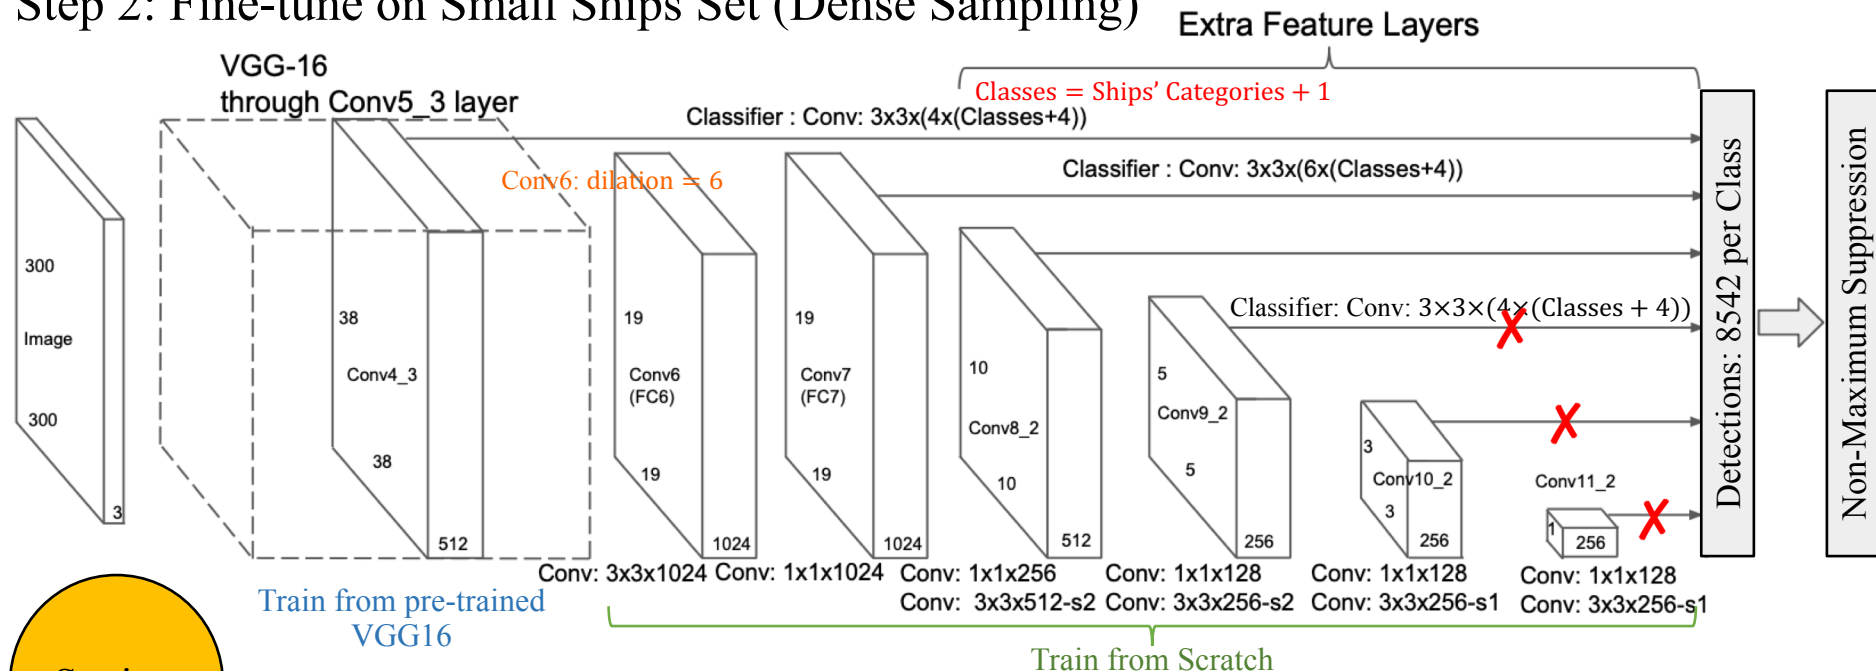 Step 2: Fine-tune on Small Ships Set (Dense Sampling)
Extra Feature Layers
VGG-16
through Conv5_3 layer
Classes = Ships’ Categories + 1
Classifier : Conv: 3x3x(4x(Classes+4))
Classifier : Conv: 3x3x(6x(Classes+4))
Conv6: dilation = 6
Classifier: Conv: 3×3×(4×(Classes + 4))
300
Image
300
3
38
Conv4_3
38
512
19
Conv6
(FC6)
19
1024
19
Conv7
(FC7)
19
1024
10
Conv8_2
10
512
5
Conv9_2
5
256
3
Conv10_2
3
256
Conv11_2
1
256
Detections: 8542 per Class
Non-Maximum Suppression
Conv: 3x3x1024
Conv: 1x1x1024
Conv: 1x1x256
Conv: 3x3x512-s2
Conv: 1x1x128
Conv: 3x3x256-s2
Conv: 1x1x128
Conv: 3x3x256-s1
Conv: 1x1x128
Conv: 3x3x256-s1
Train from pre-trained
VGG16
Train from Scratch